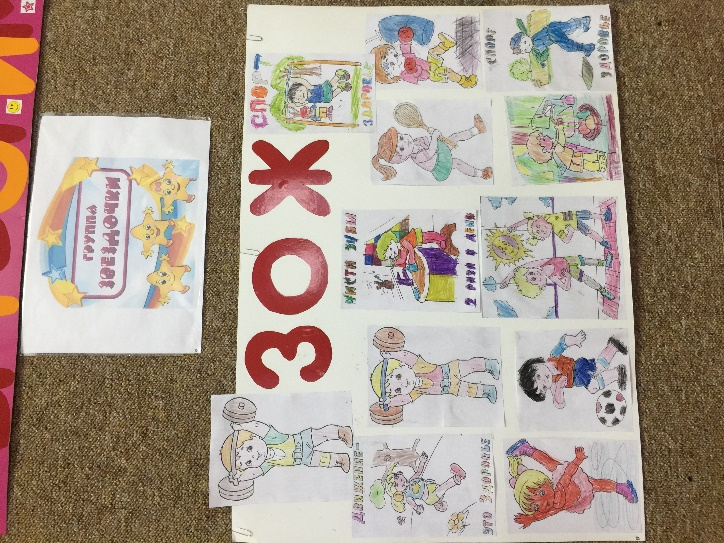 ГРУППА
ЗВЕЗДОЧКИ
ЗОЖ
СПОРТ
ЗДОРОВЬЕ
СПОРТ
ЗДОРОВЬЕ
ЧИСТИ ЗУБЫ
2 РАЗА В ДЕНЬ
ДВИЖЕНИЕ-
ЭТО ЗДОРОВЬЕ